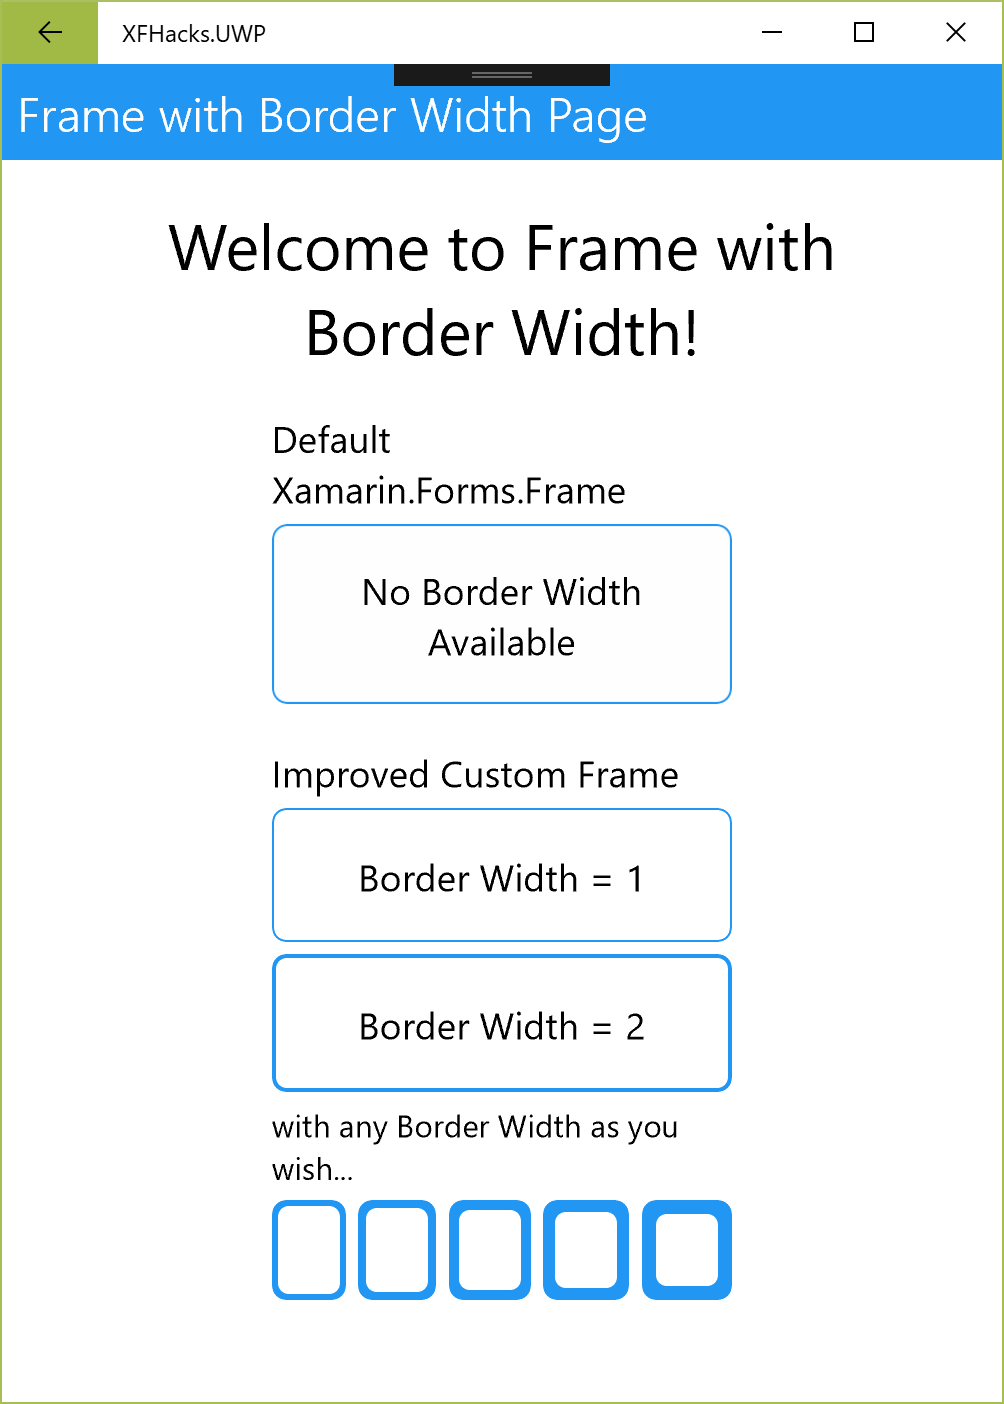 XFHacks.UWP
Frame with Border Width Page
Welcome to Frame with
Border Width!
Default
Xamarin.Forms.Frame
No Border Width
Available
Improved Custom Frame
Border Width = 1
Border Width = 2
with any Border Width as you
wish...